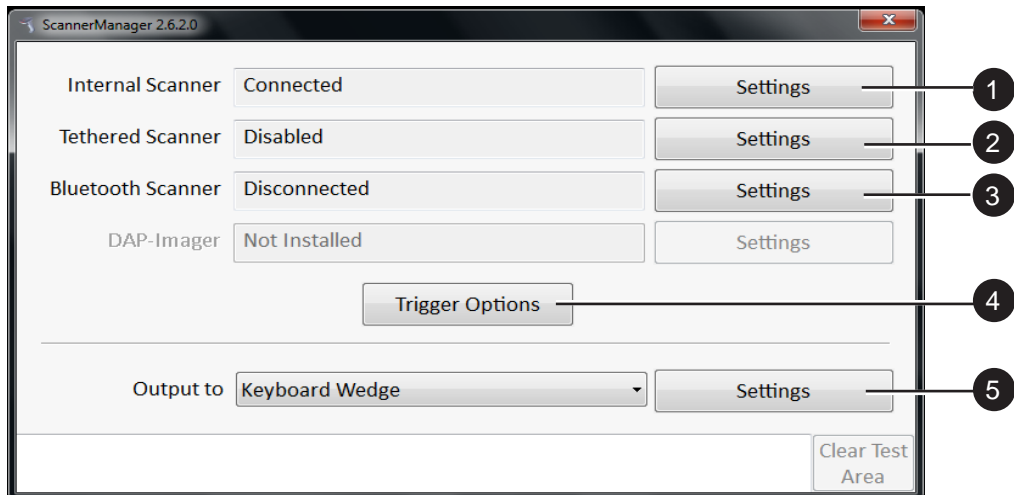 ScannerManager 2.6.2.0
Internal Scanner Connected Settings 1
Tethered Scanner Disabled Settings 2
Bluetooth Scanner Disconnected Settings 3
DAP-Imager Not Installed Settings
Trigger Options 4
Output to Keyboard Wedge Settings 5
Clear Test
Area